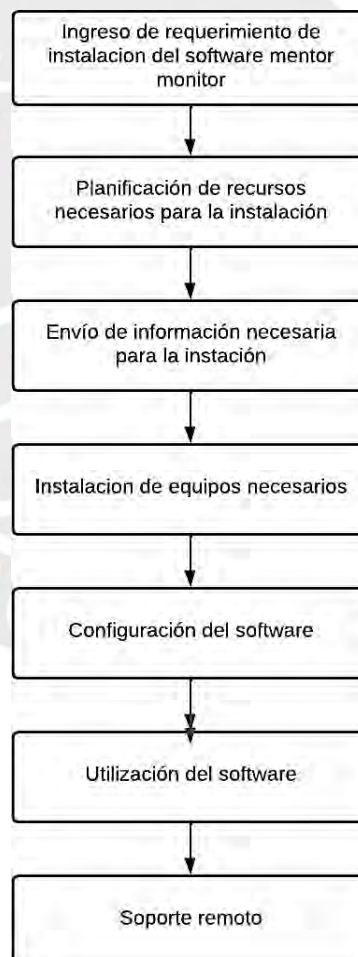 Ingreso de requerimiento de
instalacion del software mentor
monitor
Planificación de recursos
necesarios para la instalación
Envío de información necesaria
para la instación
Instalacion de equipos necesarios
Configuración del software
Utilización del software
Soporte remoto